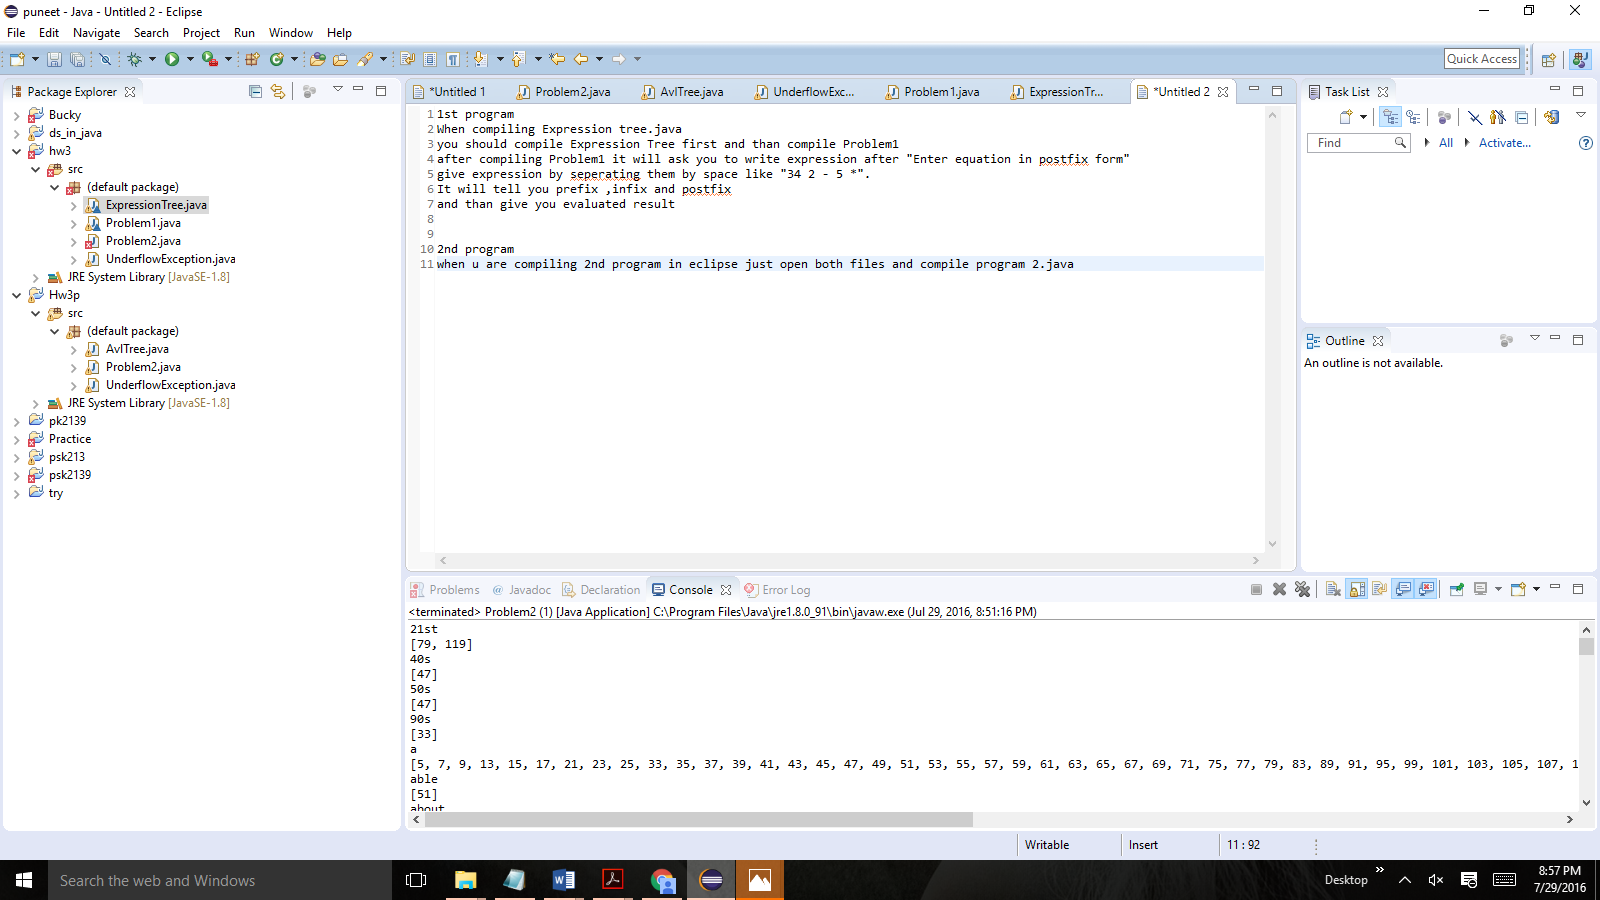 puneet - Java - Untitled 2 - Eclipse
File Edit Navigate Search Project Run Window Help
Quick Access
Package Explorer
Bucky
ds_in_java
hw3
src
(default package)
ExpressionTree.java
Problem1.java
Problem2.java
UnderflowException.java
JRE System Library [JavaSE-1.8]
Hw3p
src
(default package)
AvlTree.java
Problem2.java
UnderflowException.java
JRE System Library [JavaSE-1.8]
pk2139
Practice
psk213
psk2139
try
*Untitled 1 Problem2.java AvlTree.java UnderflowExc... Problem1.java ExpressionTr... *Untitled 2
1 1st program
2 When compiling Expression tree.java
3 you should compile Expression Tree first and than compile Problem1
4 after compiling Problem1 it will ask you to write expression after "Enter equation in postfix form"
5 give expression by seperating them by space like "34 2 - 5 *".
6 It will tell you prefix ,infix and postfix
7 and than give you evaluated result
8
9
10 2nd program
11 when u are compiling 2nd program in eclipse just open both files and compile program 2.java
Task List
Find All Activate...
Outline
An outline is not available.
Problems @ Javadoc Declaration Console Error Log
<terminated> Problem2 (1) [Java Application] C:\Program Files\Java\jre1.8.0_91\bin\javaw.exe (Jul 29, 2016, 8:51:16 PM)
21st
[79, 119]
40s
[47]
50s
[47]
90s
[33]
a
[5, 7, 9, 13, 15, 17, 21, 23, 25, 33, 35, 37, 39, 41, 43, 45, 47, 49, 51, 53, 55, 57, 59, 61, 63, 65, 67, 69, 71, 75, 77, 79, 83, 89, 91, 95, 99, 101, 103, 105, 107, 1
able
[51]
about
Writable Insert 11 : 92
Search the web and Windows
Desktop
8:57 PM
7/29/2016